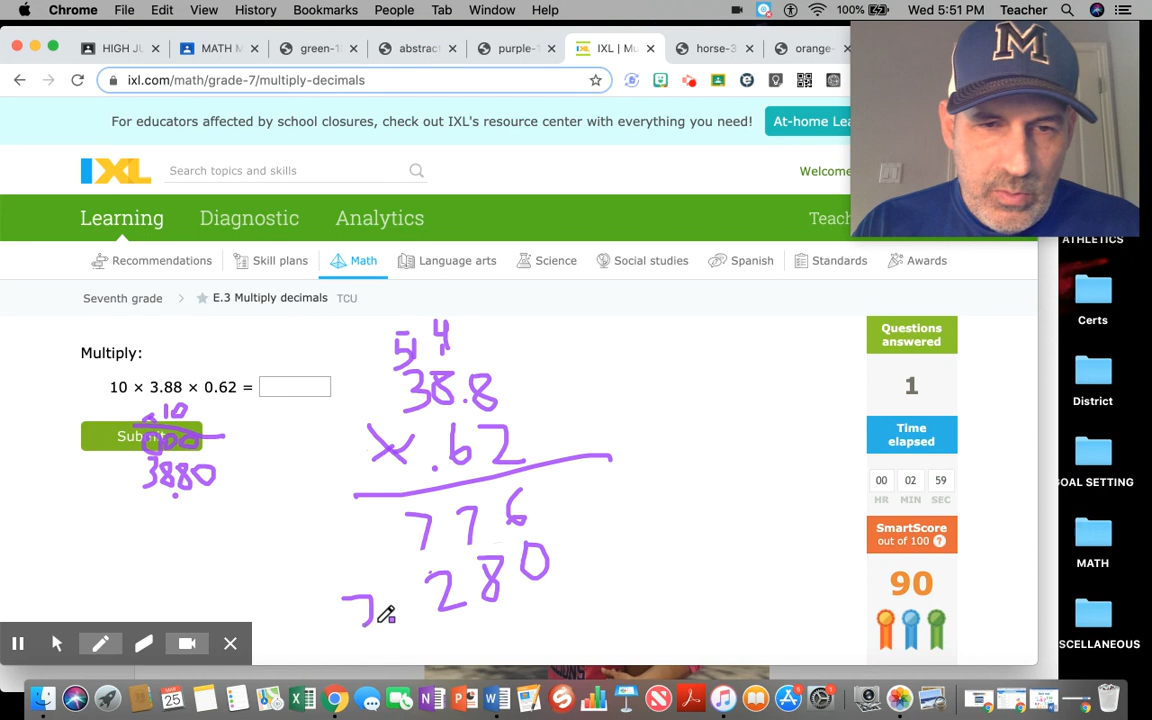 Chrome File Edit View History Bookmarks People Tab Window Help 100% Wed 5:51 PM Teacher
HIGH JU MATH M green-1 abstrac purple-1 IXL | Mu horse-3 orange-
ixl.com/math/grade-7/multiply-decimals
M
For educators affected by school closures, check out IXL's resource center with everything you need! At-home Lea
IXL Search topics and skills Welcome
Learning Diagnostic Analytics Teach
ATHLETICS
Recommendations Skill plans Math Language arts Science Social studies Spanish Standards Awards
Seventh grade > E.3 Multiply decimals TCU
Certs
Multiply:
10 × 3.88 × 0.62 =
5 4
38.8
× .62
776
280
7
10
000
3880
Questions answered
1
Time elapsed
00 02 59
HR MIN SEC
SmartScore
out of 100 ?
90
District
GOAL SETTING
MATH
SCELLANEOUS
MAR
25